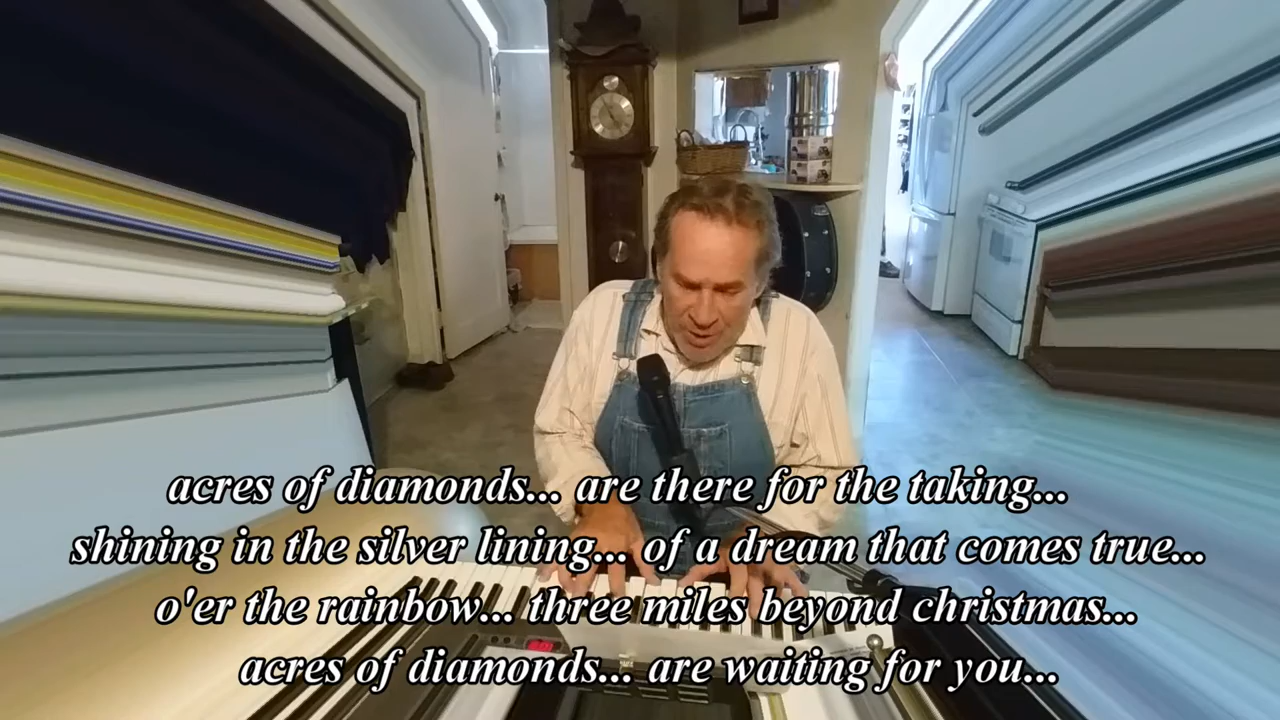 acres of diamonds... are there for the taking...
shining in the silver lining... of a dream that comes true...
o'er the rainbow... three miles beyond christmas...
acres of diamonds... are waiting for you...